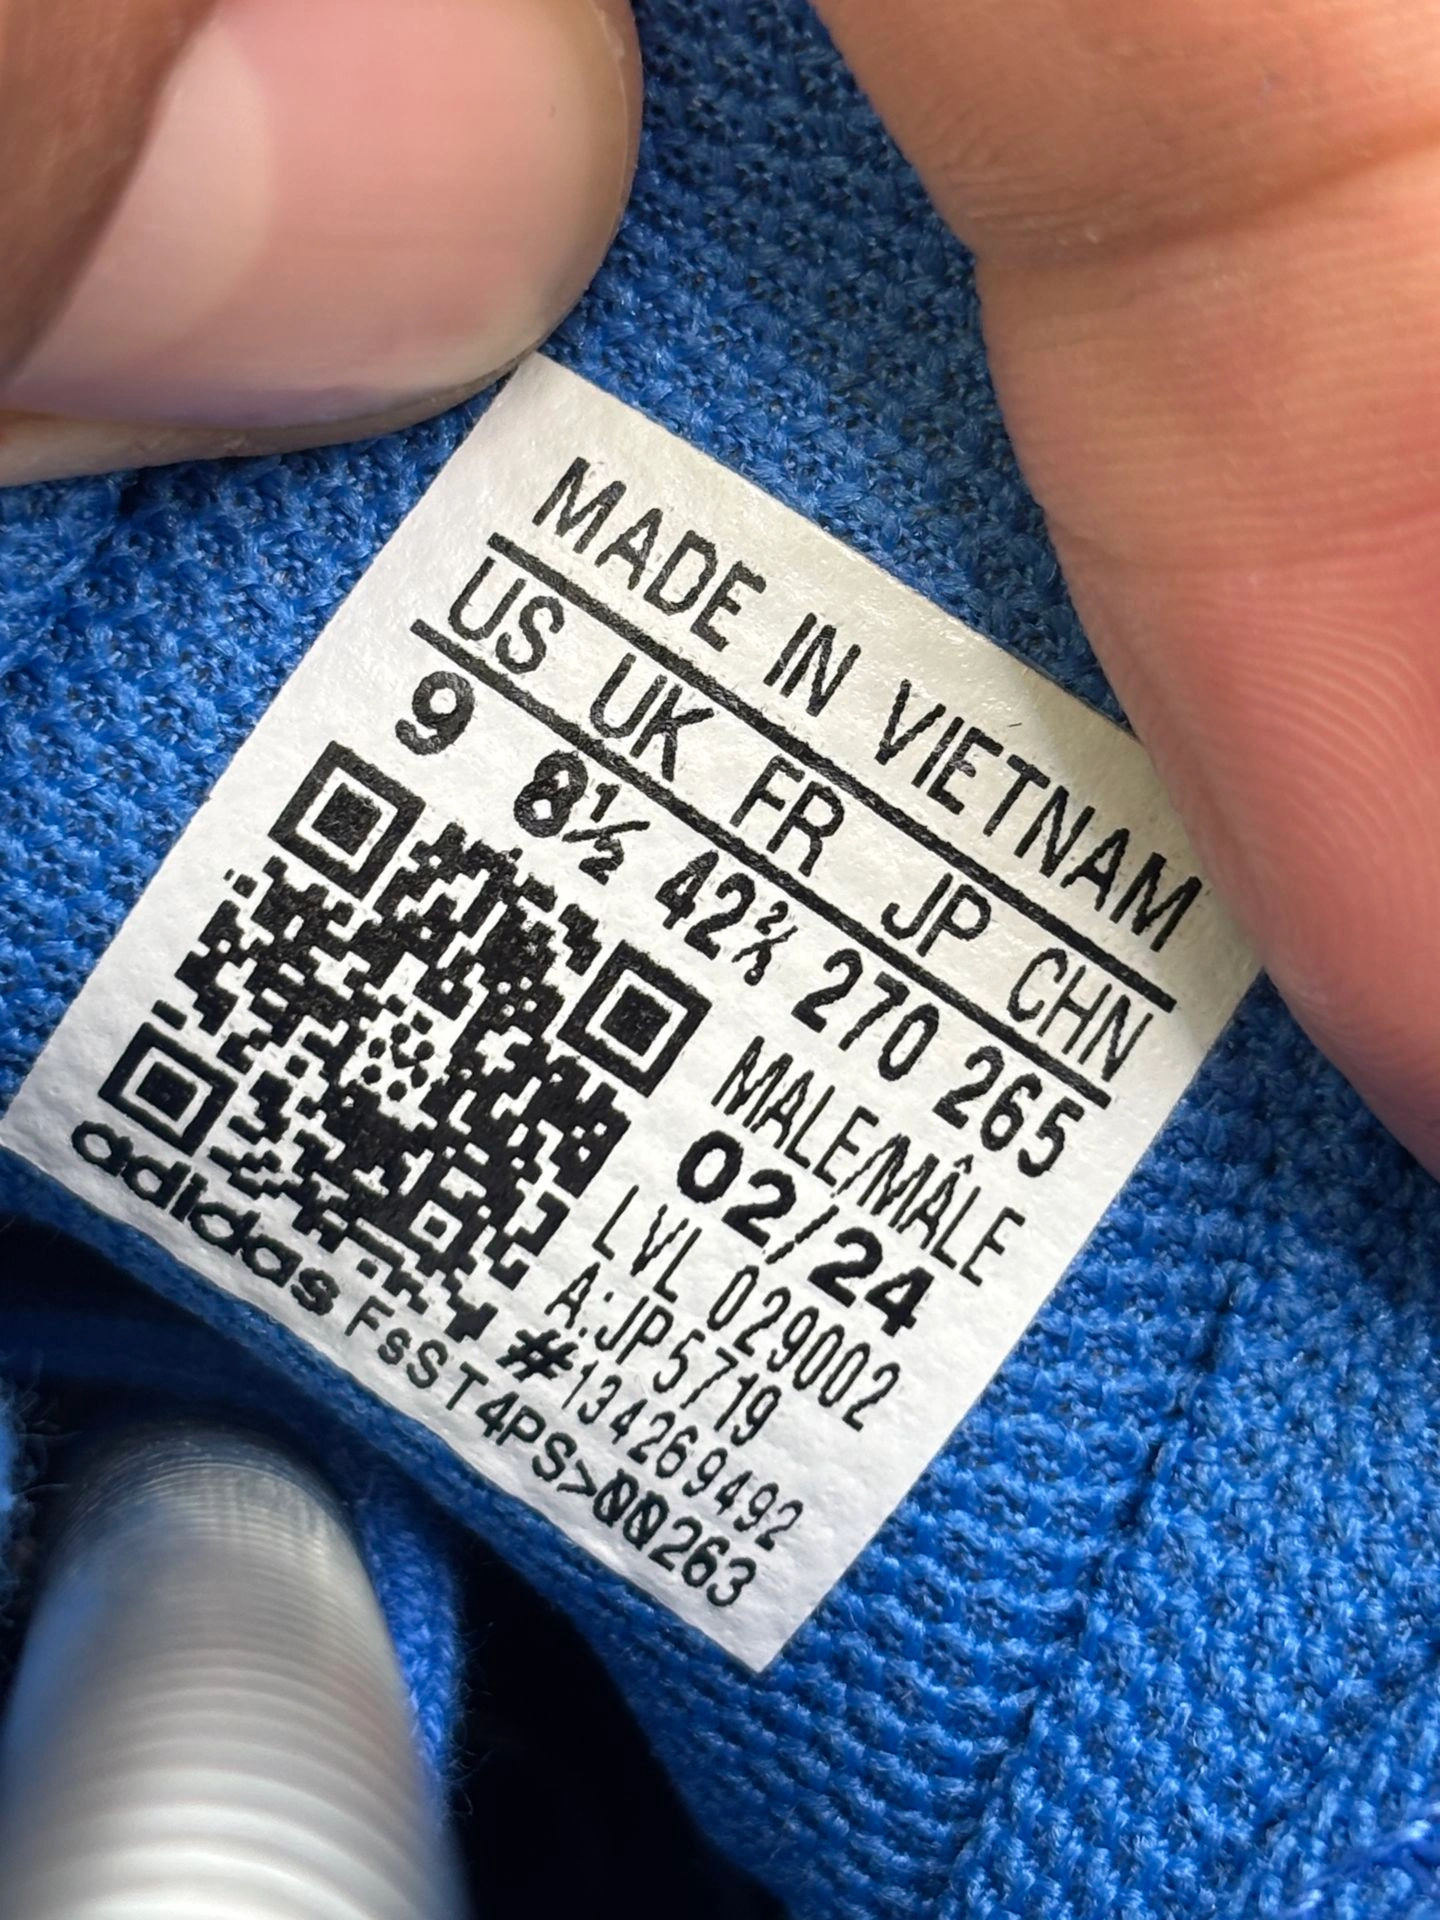 MADE IN VIETNAM
US UK FR JP CHN
9 8½ 42⅔ 270 265
MALE/MÂLE
02/24
LVL 029002
A:JP5719
#134269492
adidas FsST4PS>00263